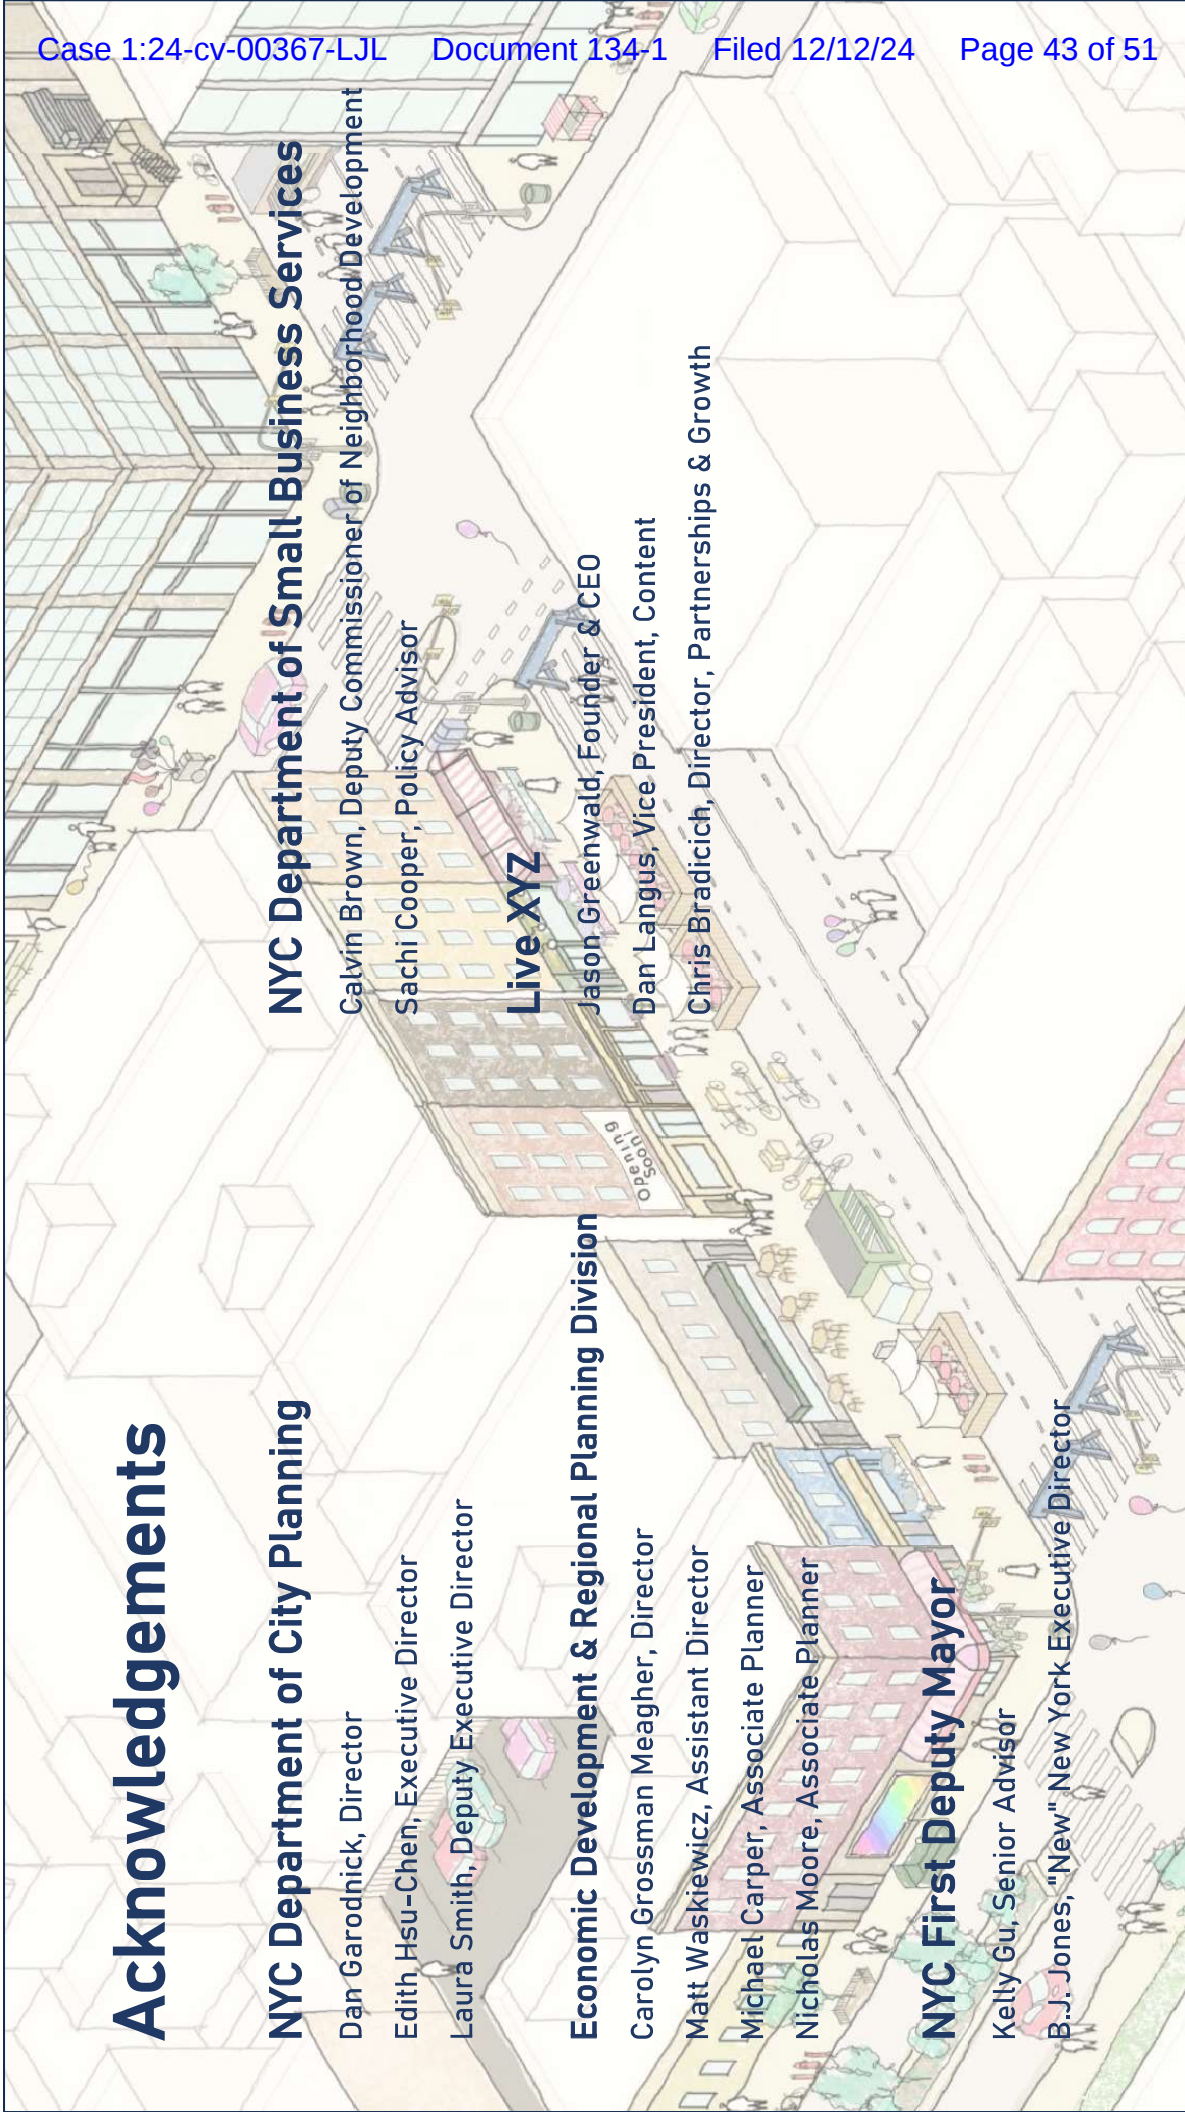 Case 1:24-cv-00367-LJL Document 134-1 Filed 12/12/24 Page 43 of 51
Acknowledgements
NYC Department of City Planning
Dan Garodnick, Director
Edith Hsu-Chen, Executive Director
Laura Smith, Deputy Executive Director
Economic Development & Regional Planning Division
Carolyn Grossman Meagher, Director
Matt Waskiewicz, Assistant Director
Michael Carper, Associate Planner
Nicholas Moore, Associate Planner
NYC First Deputy Mayor
Kelly Gu, Senior Advisor
B.J. Jones, "New" New York Executive Director
NYC Department of Small Business Services
Calvin Brown, Deputy Commissioner of Neighborhood Development
Sachi Cooper, Policy Advisor
Live XYZ
Jason Greenwald, Founder & CEO
Dan Langus, Vice President, Content
Chris Bradicich, Director, Partnerships & Growth
Opening
Soon!